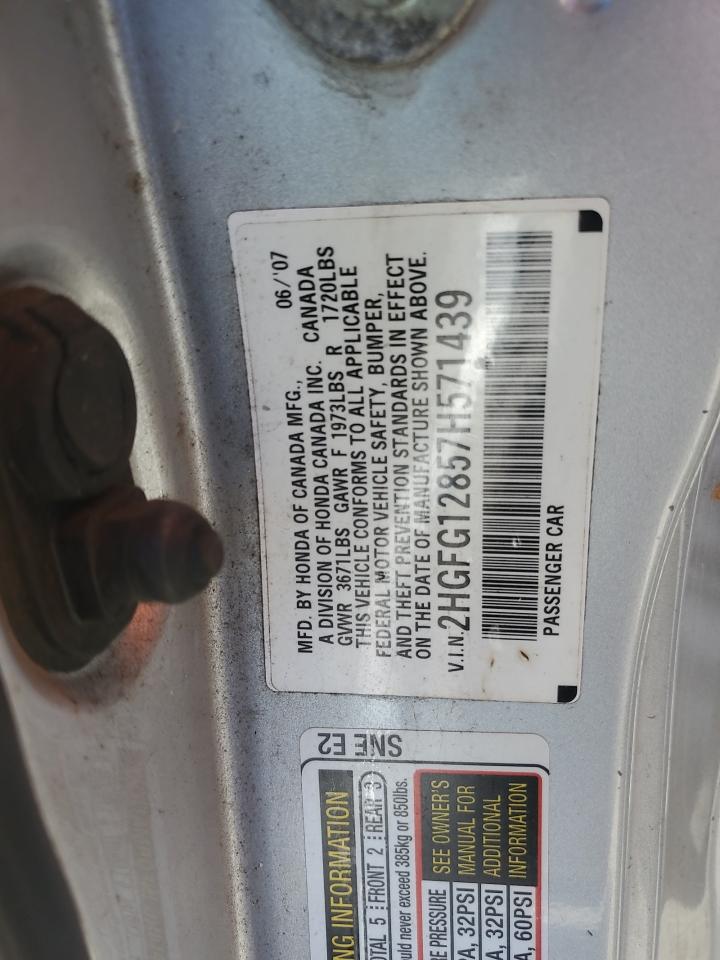 MFD. BY HONDA OF CANADA MFG., 06/'07
A DIVISION OF HONDA CANADA INC. CANADA
GVWR 3671LBS GAWR F 1973LBS R 1720LBS
THIS VEHICLE CONFORMS TO ALL APPLICABLE
FEDERAL MOTOR VEHICLE SAFETY, BUMPER,
AND THEFT PREVENTION STANDARDS IN EFFECT
ON THE DATE OF MANUFACTURE SHOWN ABOVE.
V.I.N. 2HGFG12857H571439
PASSENGER CAR
SNE E2
INFORMATION
5 FRONT 2 REAR 3
never exceed 385kg or 850lbs.
PRESSURE SEE OWNER'S
32PSI MANUAL FOR
32PSI ADDITIONAL
60PSI INFORMATION